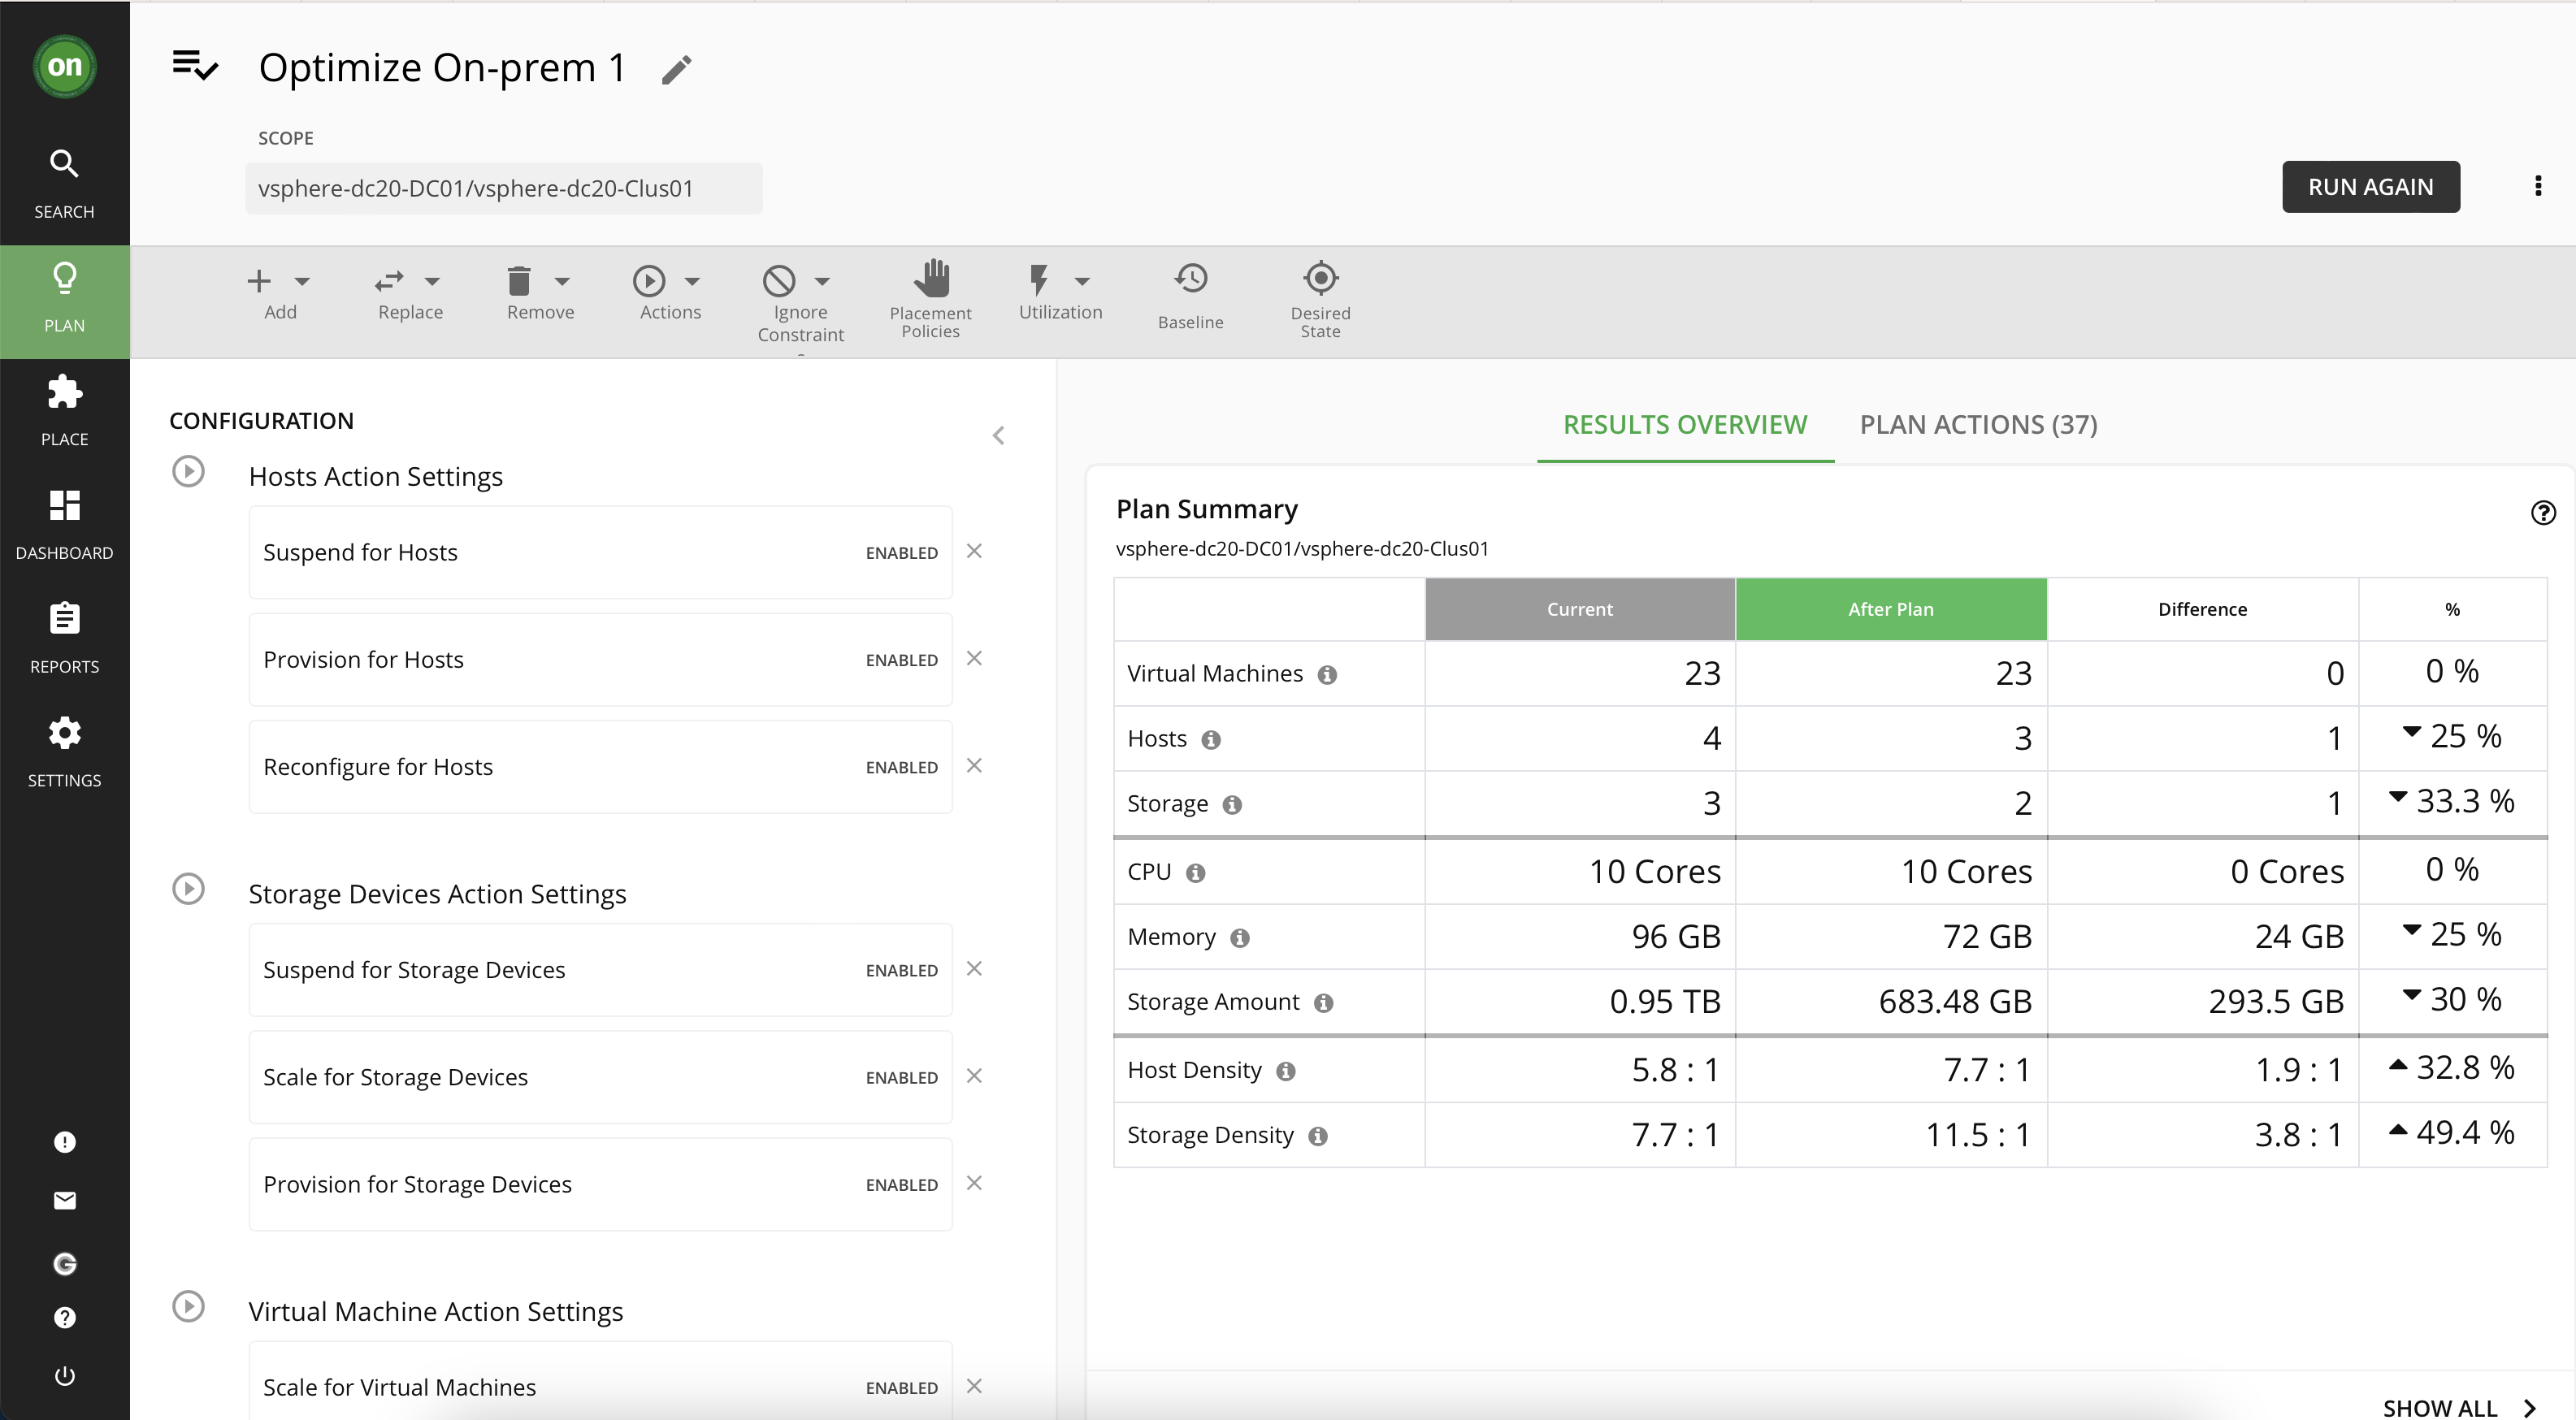 on
SEARCH
PLAN
PLACE
DASHBOARD
REPORTS
SETTINGS
Optimize On-prem 1
SCOPE
vsphere-dc20-DC01/vsphere-dc20-Clus01
RUN AGAIN
Add
Replace
Remove
Actions
Ignore
Constraint
Placement
Policies
Utilization
Baseline
Desired
State
CONFIGURATION
Hosts Action Settings
Suspend for Hosts ENABLED
Provision for Hosts ENABLED
Reconfigure for Hosts ENABLED
Storage Devices Action Settings
Suspend for Storage Devices ENABLED
Scale for Storage Devices ENABLED
Provision for Storage Devices ENABLED
Virtual Machine Action Settings
Scale for Virtual Machines ENABLED
RESULTS OVERVIEW PLAN ACTIONS (37)
Plan Summary
vsphere-dc20-DC01/vsphere-dc20-Clus01
Current After Plan Difference %
Virtual Machines 23 23 0 0 %
Hosts 4 3 1 25 %
Storage 3 2 1 33.3 %
CPU 10 Cores 10 Cores 0 Cores 0 %
Memory 96 GB 72 GB 24 GB 25 %
Storage Amount 0.95 TB 683.48 GB 293.5 GB 30 %
Host Density 5.8 : 1 7.7 : 1 1.9 : 1 32.8 %
Storage Density 7.7 : 1 11.5 : 1 3.8 : 1 49.4 %
SHOW ALL